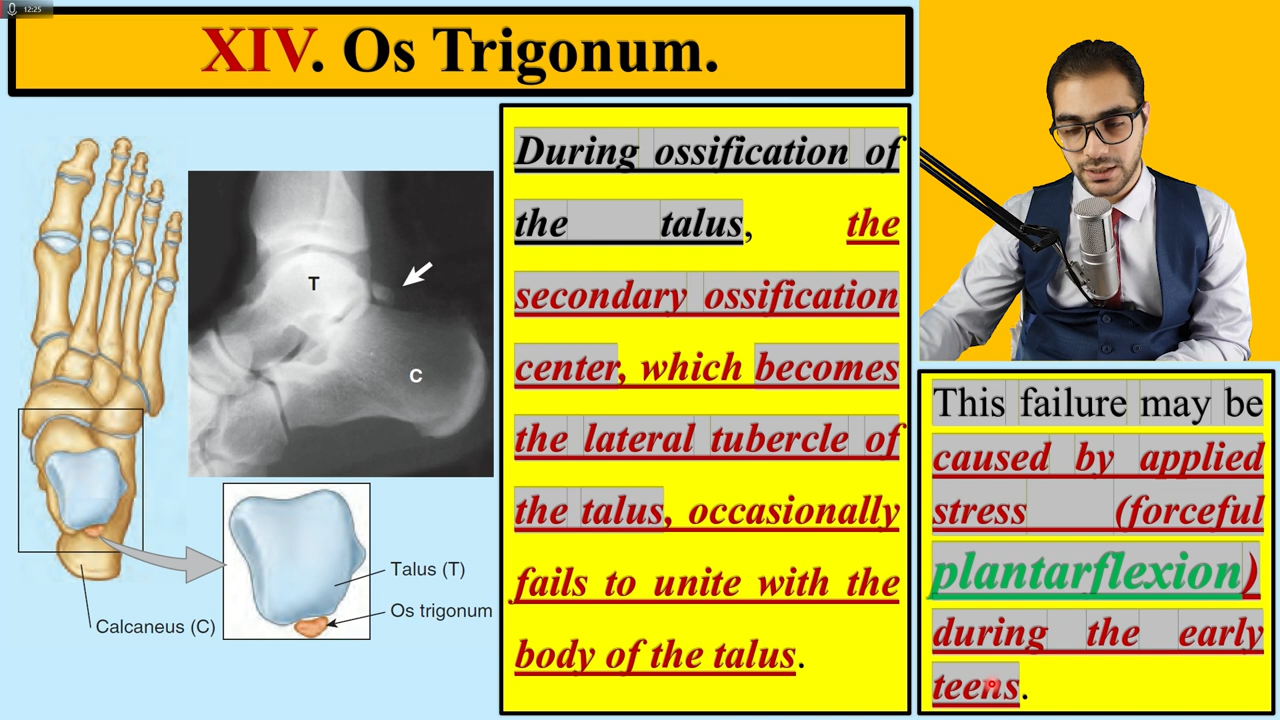 12:25
XIV. Os Trigonum.
T
C
Talus (T)
Os trigonum
Calcaneus (C)
During ossification of
the talus, the
secondary ossification
center, which becomes
the lateral tubercle of
the talus, occasionally
fails to unite with the
body of the talus.
This failure may be
caused by applied
stress (forceful
plantarflexion)
during the early
teens.